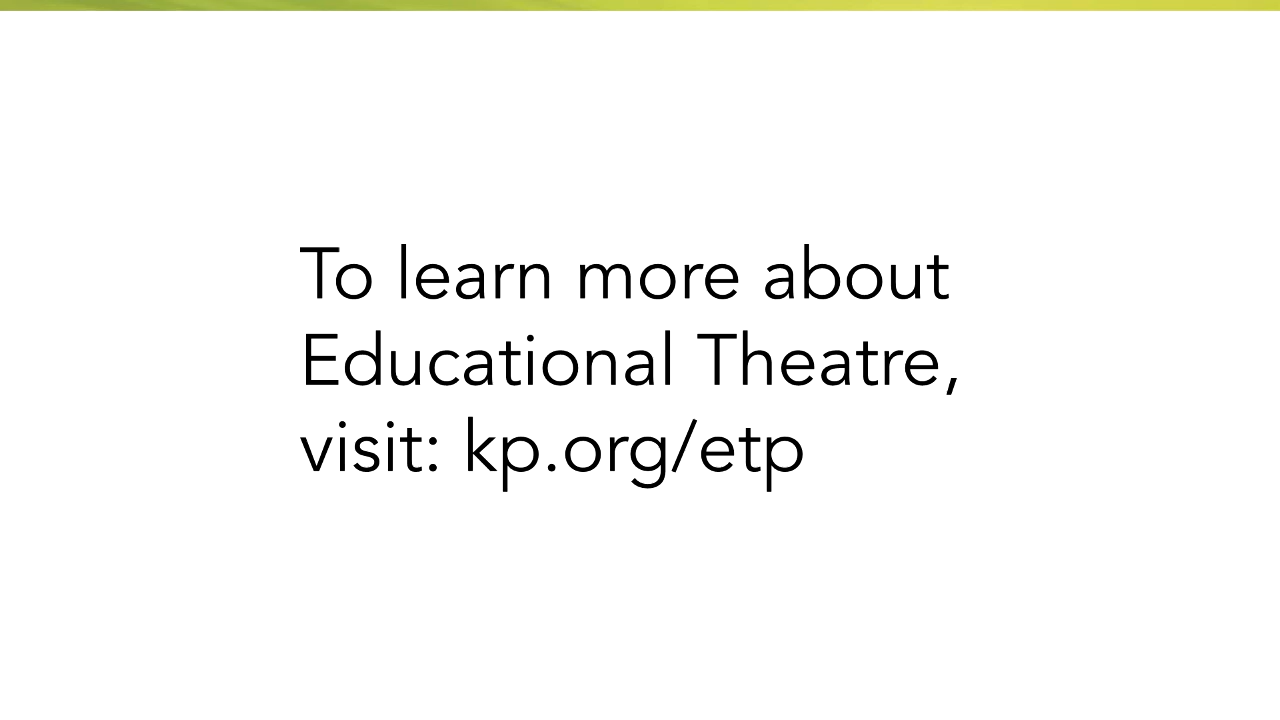 To learn more about
Educational Theatre,
visit: kp.org/etp